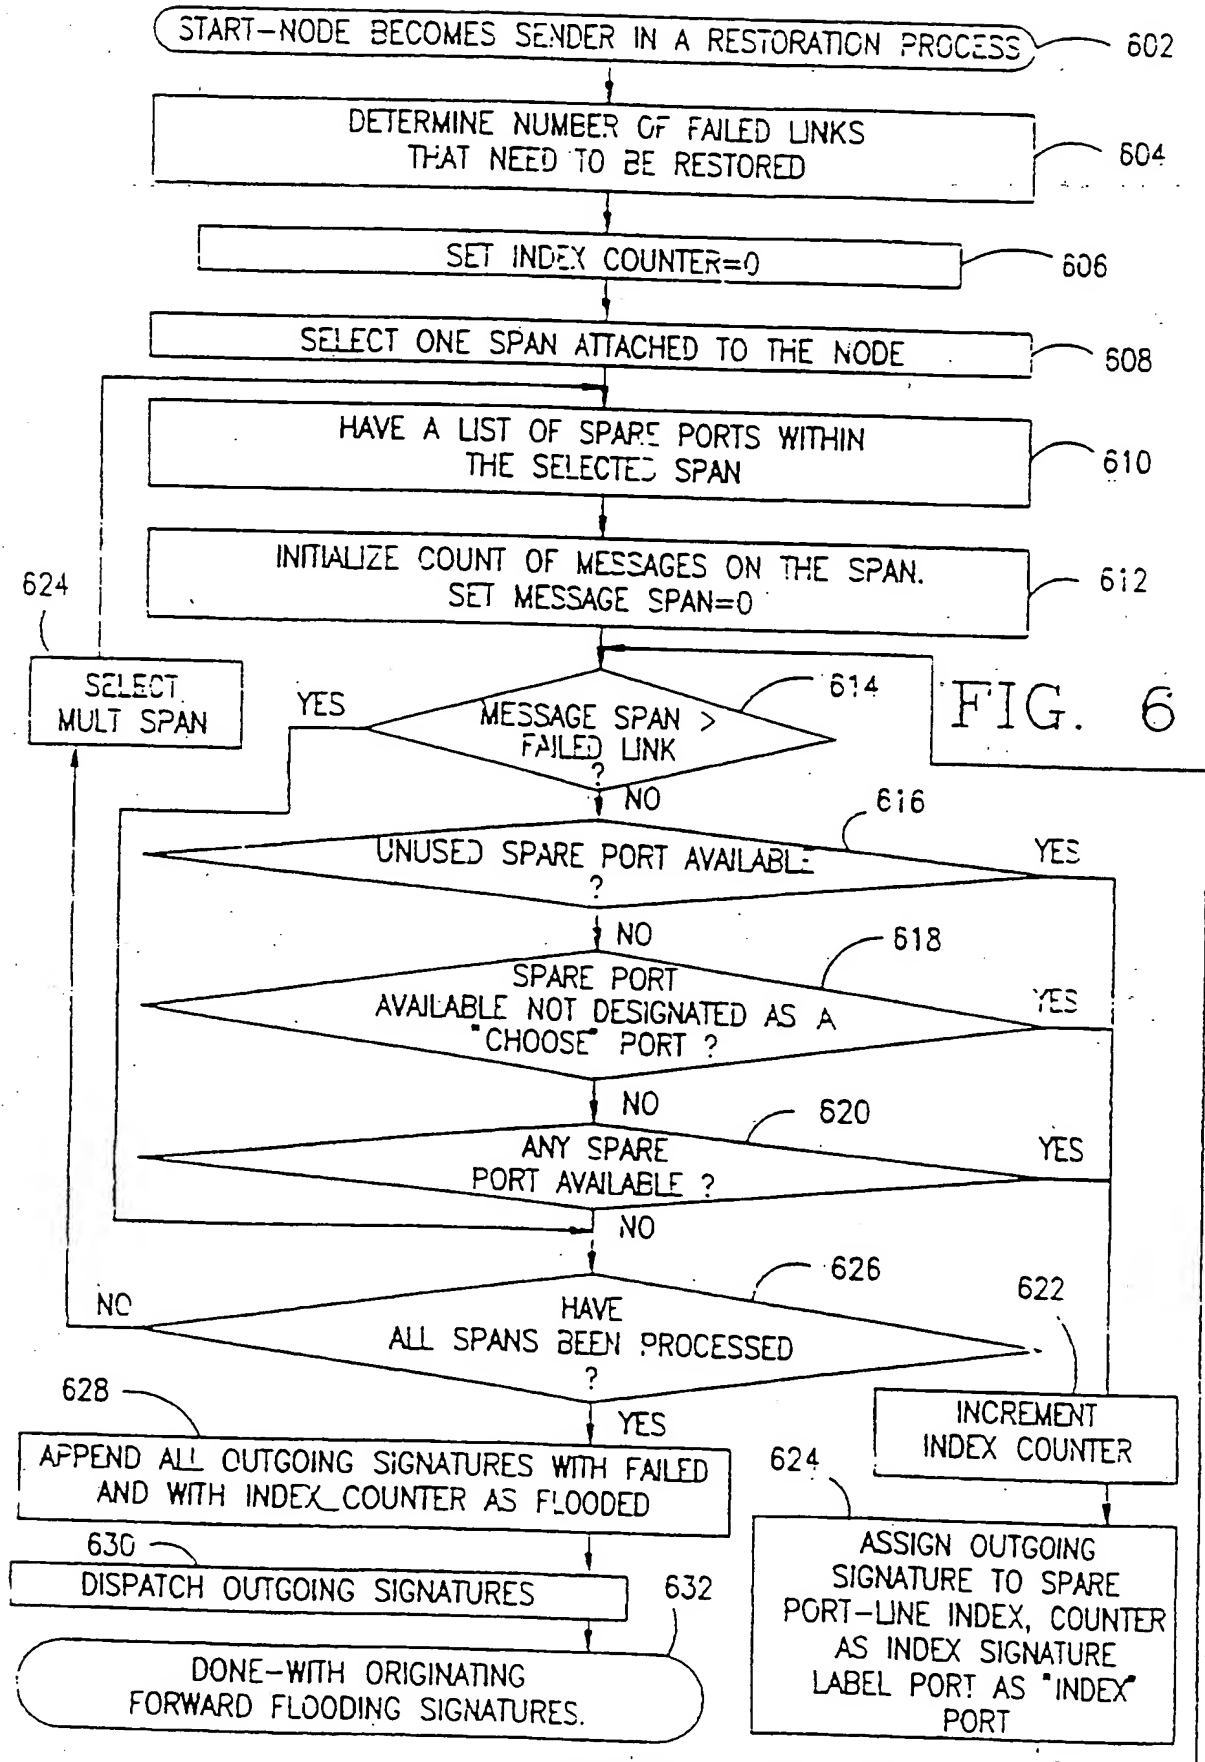 START-NODE BECOMES SENDER IN A RESTORATION PROCESS
602
DETERMINE NUMBER OF FAILED LINKS
THAT NEED TO BE RESTORED
604
SET INDEX COUNTER=0
606
SELECT ONE SPAN ATTACHED TO THE NODE
608
HAVE A LIST OF SPARE PORTS WITHIN
THE SELECTED SPAN
610
INITIALIZE COUNT OF MESSAGES ON THE SPAN.
SET MESSAGE SPAN=0
612
624
SELECT
MULT SPAN
YES
MESSAGE SPAN >
FAILED LINK
?
614
FIG. 6
NO
616
UNUSED SPARE PORT AVAILABLE
?
YES
NO
618
SPARE PORT
AVAILABLE NOT DESIGNATED AS A
"CHOOSE" PORT ?
YES
NO
620
ANY SPARE
PORT AVAILABLE ?
YES
NO
626
NO
HAVE
ALL SPANS BEEN PROCESSED
?
622
628
YES
INCREMENT
INDEX COUNTER
APPEND ALL OUTGOING SIGNATURES WITH FAILED
AND WITH INDEX_COUNTER AS FLOODED
624
630
DISPATCH OUTGOING SIGNATURES
ASSIGN OUTGOING
SIGNATURE TO SPARE
PORT-LINE INDEX, COUNTER
AS INDEX SIGNATURE
LABEL PORT AS "INDEX"
PORT
632
DONE-WITH ORIGINATING
FORWARD FLOODING SIGNATURES.